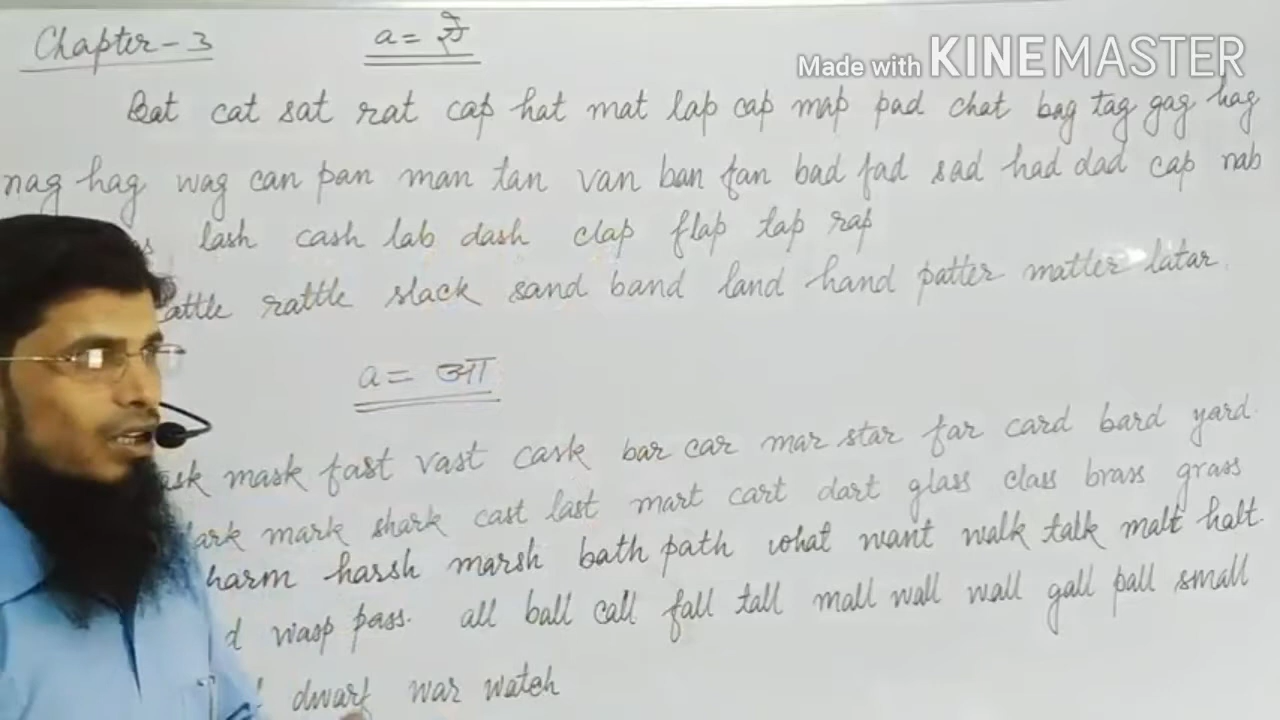 Chapter-3 a = ऐ
Made with KINEMASTER
Bat cat sat rat cap hat mat lap cap map pad chat bag tag gag hag
nag hag wag can pan man tan van ban fan bad fad sad had dad cap nab
lash cash lab dash clap flap tap rap
attle rattle slack sand band land hand patter matter latar
a = आ
ask mask fast vast cask bar car mar star far card bard yard
ark mark shark cast last mart cart dart glass class brass grass
harm harsh marsh bath path what want walk talk malt halt
wasp pass. all ball call fall tall mall wall wall gall pall small
dwarf war watch